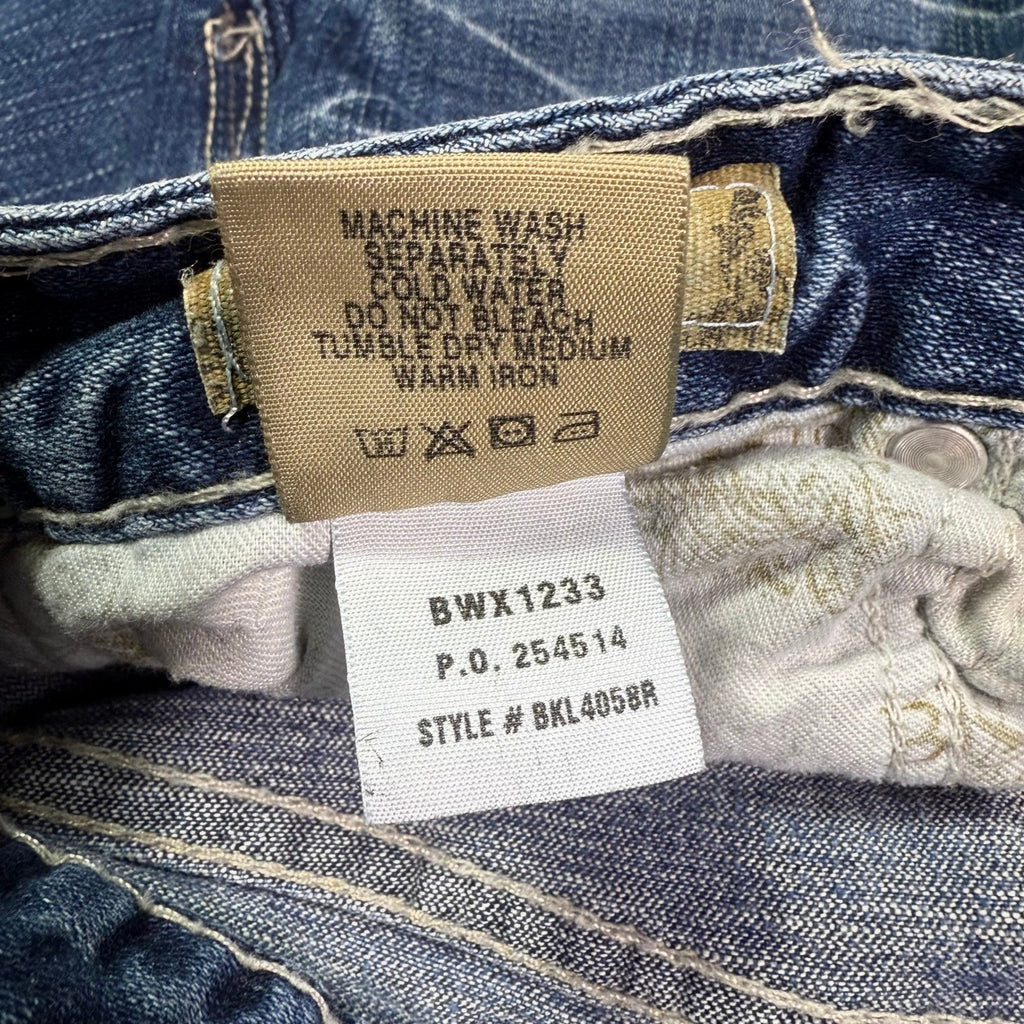 MACHINE WASH
SEPARATELY
COLD WATER
DO NOT BLEACH
TUMBLE DRY MEDIUM
WARM IRON
BWX1233
P.O. 254514
STYLE # BKL4058R